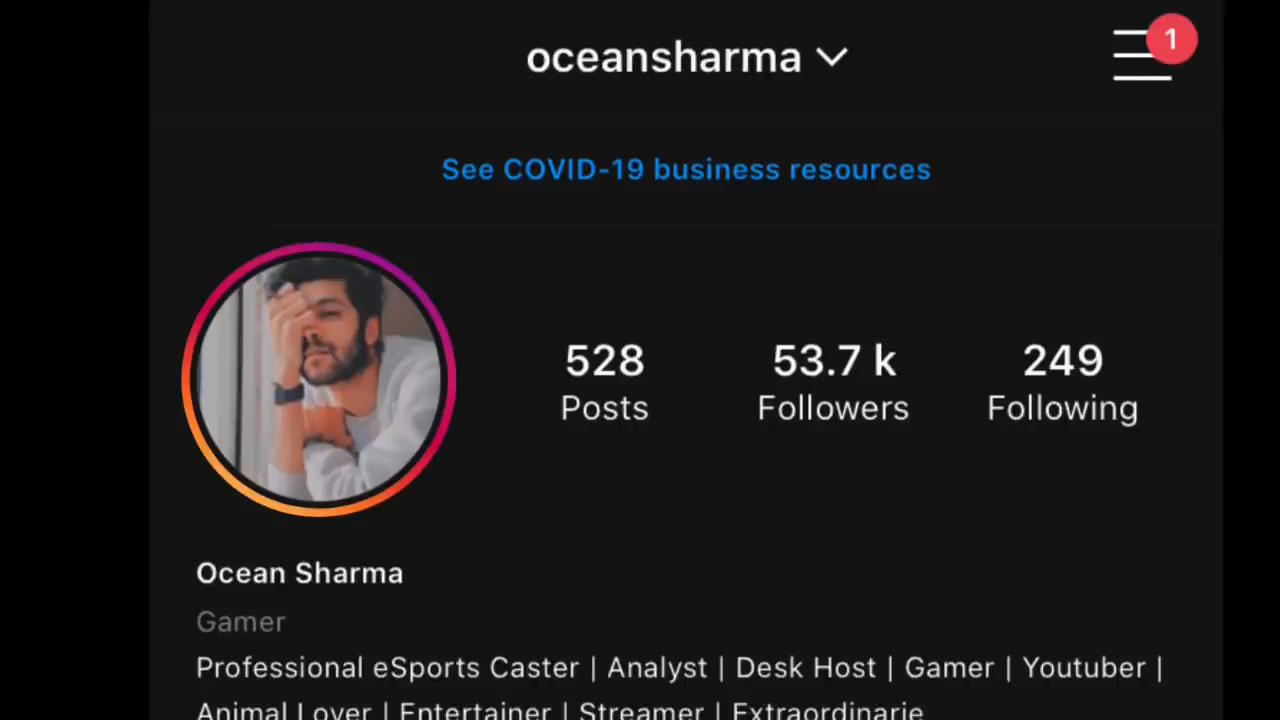 oceansharma
1
See COVID-19 business resources
528 53.7 k 249
Posts Followers Following
Ocean Sharma
Gamer
Professional eSports Caster | Analyst | Desk Host | Gamer | Youtuber |
Animal Lover | Entertainer | Streamer | Extraordinarie